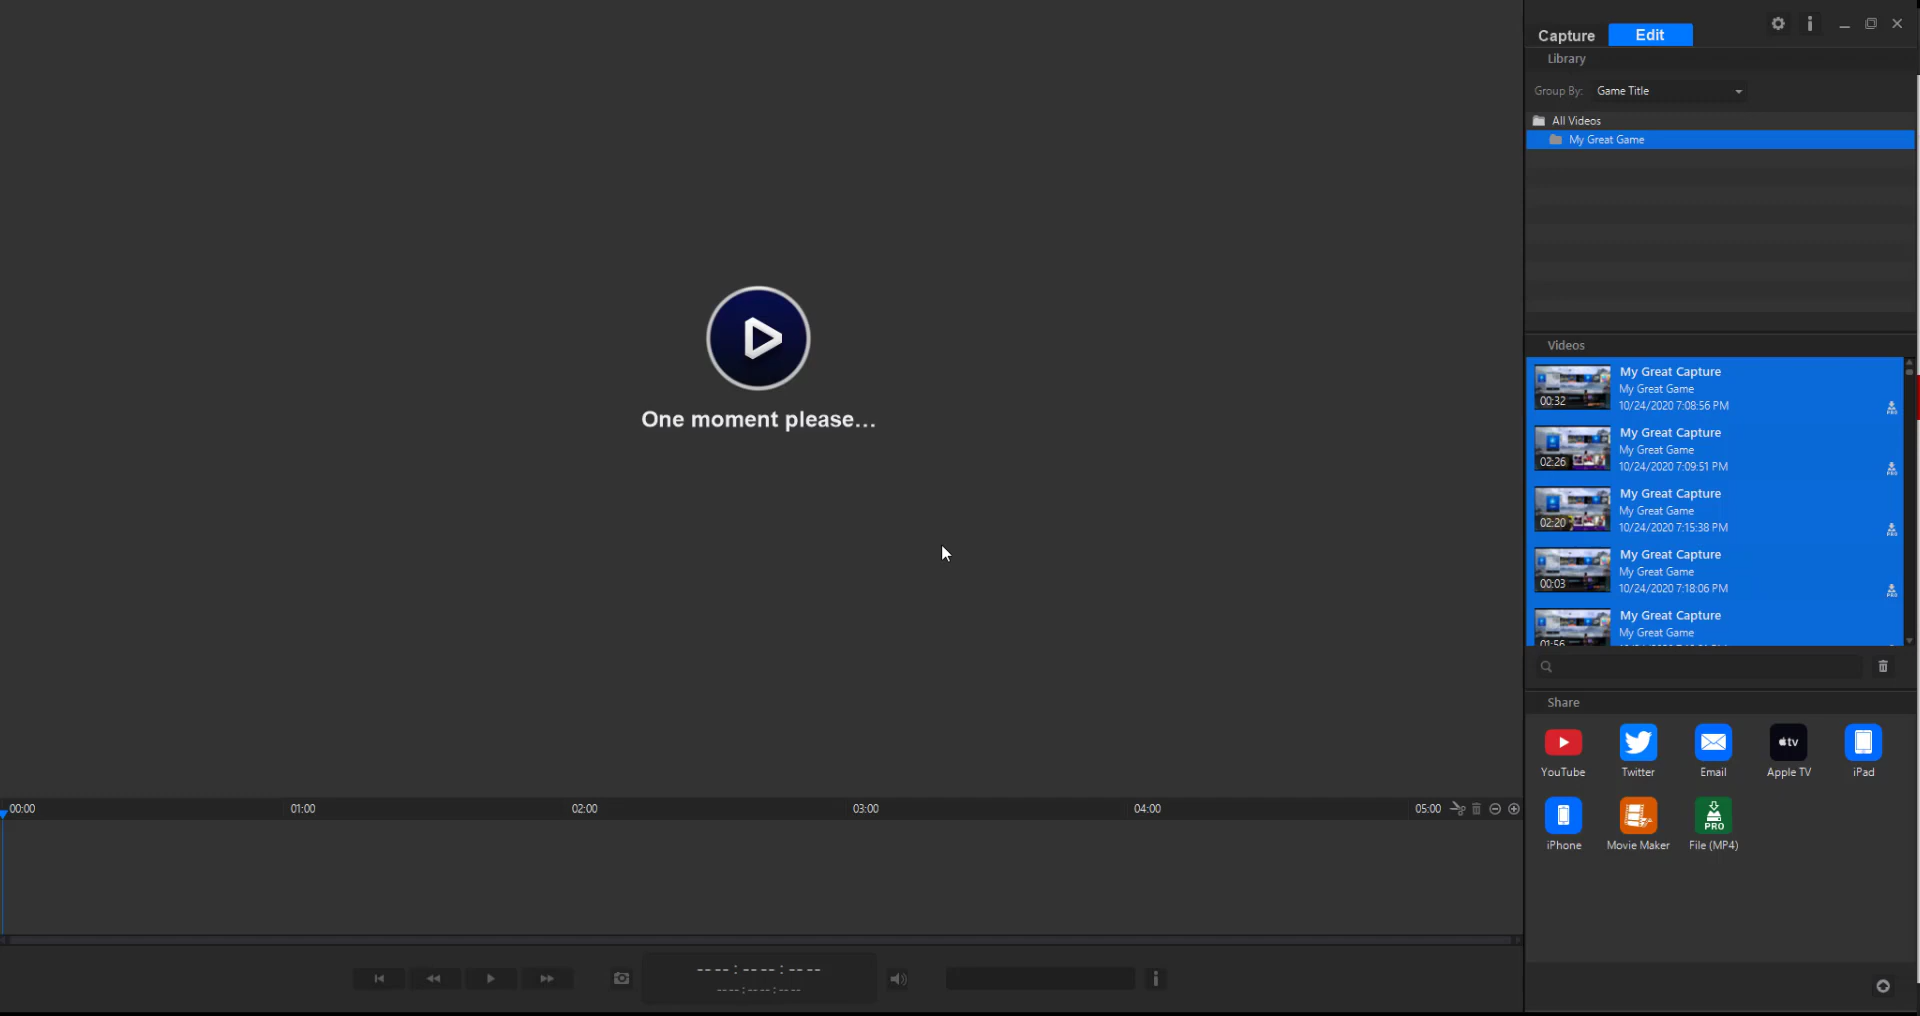 Capture
Edit
Library
Group By: Game Title
All Videos
My Great Game
One moment please...
Videos
My Great Capture
My Great Game
00:32
10/24/2020 7:08:56 PM
My Great Capture
My Great Game
02:26
10/24/2020 7:09:51 PM
My Great Capture
My Great Game
02:20
10/24/2020 7:15:38 PM
My Great Capture
My Great Game
00:03
10/24/2020 7:18:06 PM
My Great Capture
My Great Game
01:56
Share
tv
YouTube Twitter Email Apple TV iPad
PRO
iPhone Movie Maker File (MP4)
00:00 01:00 02:00 03:00 04:00 05:00